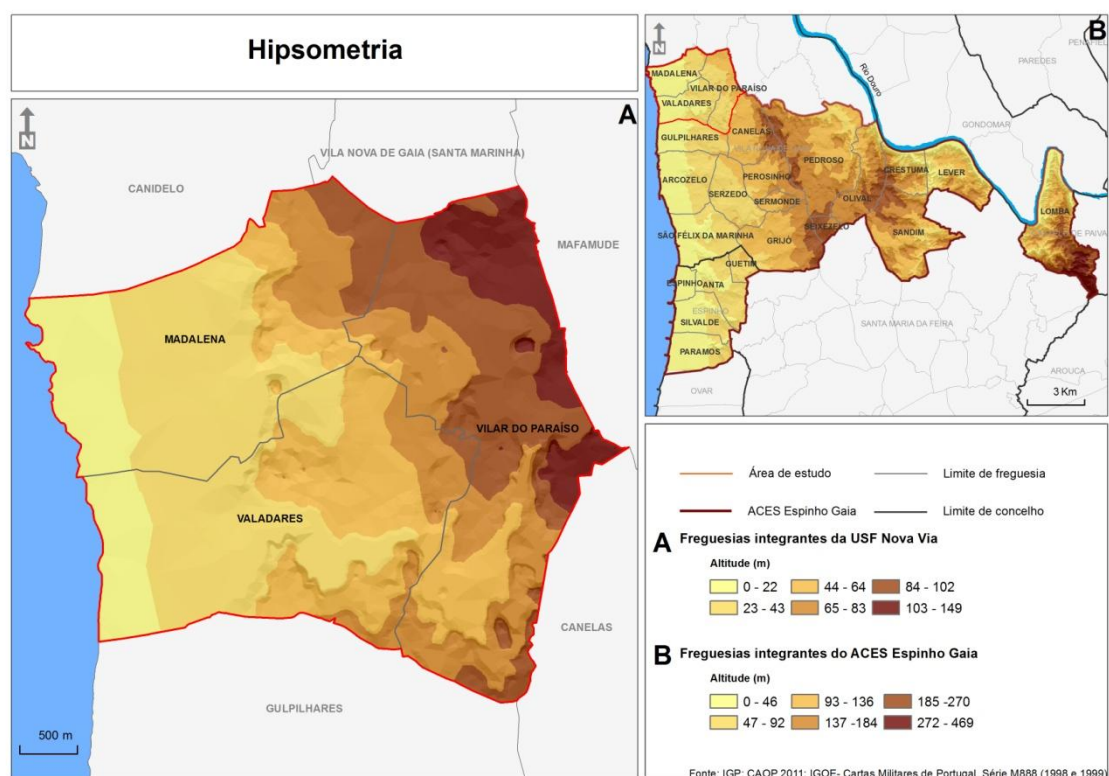 Hipsometria
A
N
VILA NOVA DE GAIA (SANTA MARINHA)
CANIDELO
MAFAMUDE
MADALENA
VILAR DO PARAÍSO
VALADARES
CANELAS
GULPILHARES
500 m
B
N
PENAFIEL
PAREDES
Rio Douro
MADALENA
VILAR DO PARAÍSO
VALADARES
GONDOMAR
GULPILHARES
CANELAS
PEDROSO
CRESTUMA
LEVER
ARCOZELO
PEROSINHO
SERZEDO
SERMONDE
OLIVAL
LOMBA
SEIXEZELO
SANDIM
SÃO FÉLIX DA MARINHA
GRIJÓ
GUETIM
ESPINHO
ANTA
ESPINHO
SILVALDE
SANTA MARIA DA FEIRA
PARAMOS
AROUCA
OVAR
3 Km
Área de estudo
Limite de freguesia
ACES Espinho Gaia
Limite de concelho
A Freguesias integrantes da USF Nova Via
Altitude (m)
0 - 22 44 - 64 84 - 102
23 - 43 65 - 83 103 - 149
B Freguesias integrantes do ACES Espinho Gaia
Altitude (m)
0 - 46 93 - 136 185 -270
47 - 92 137 -184 272 - 469
Fonte: IGP: CAOP 2011; IGOE- Cartas Militares de Portugal, Série M888 (1998 e 1999)